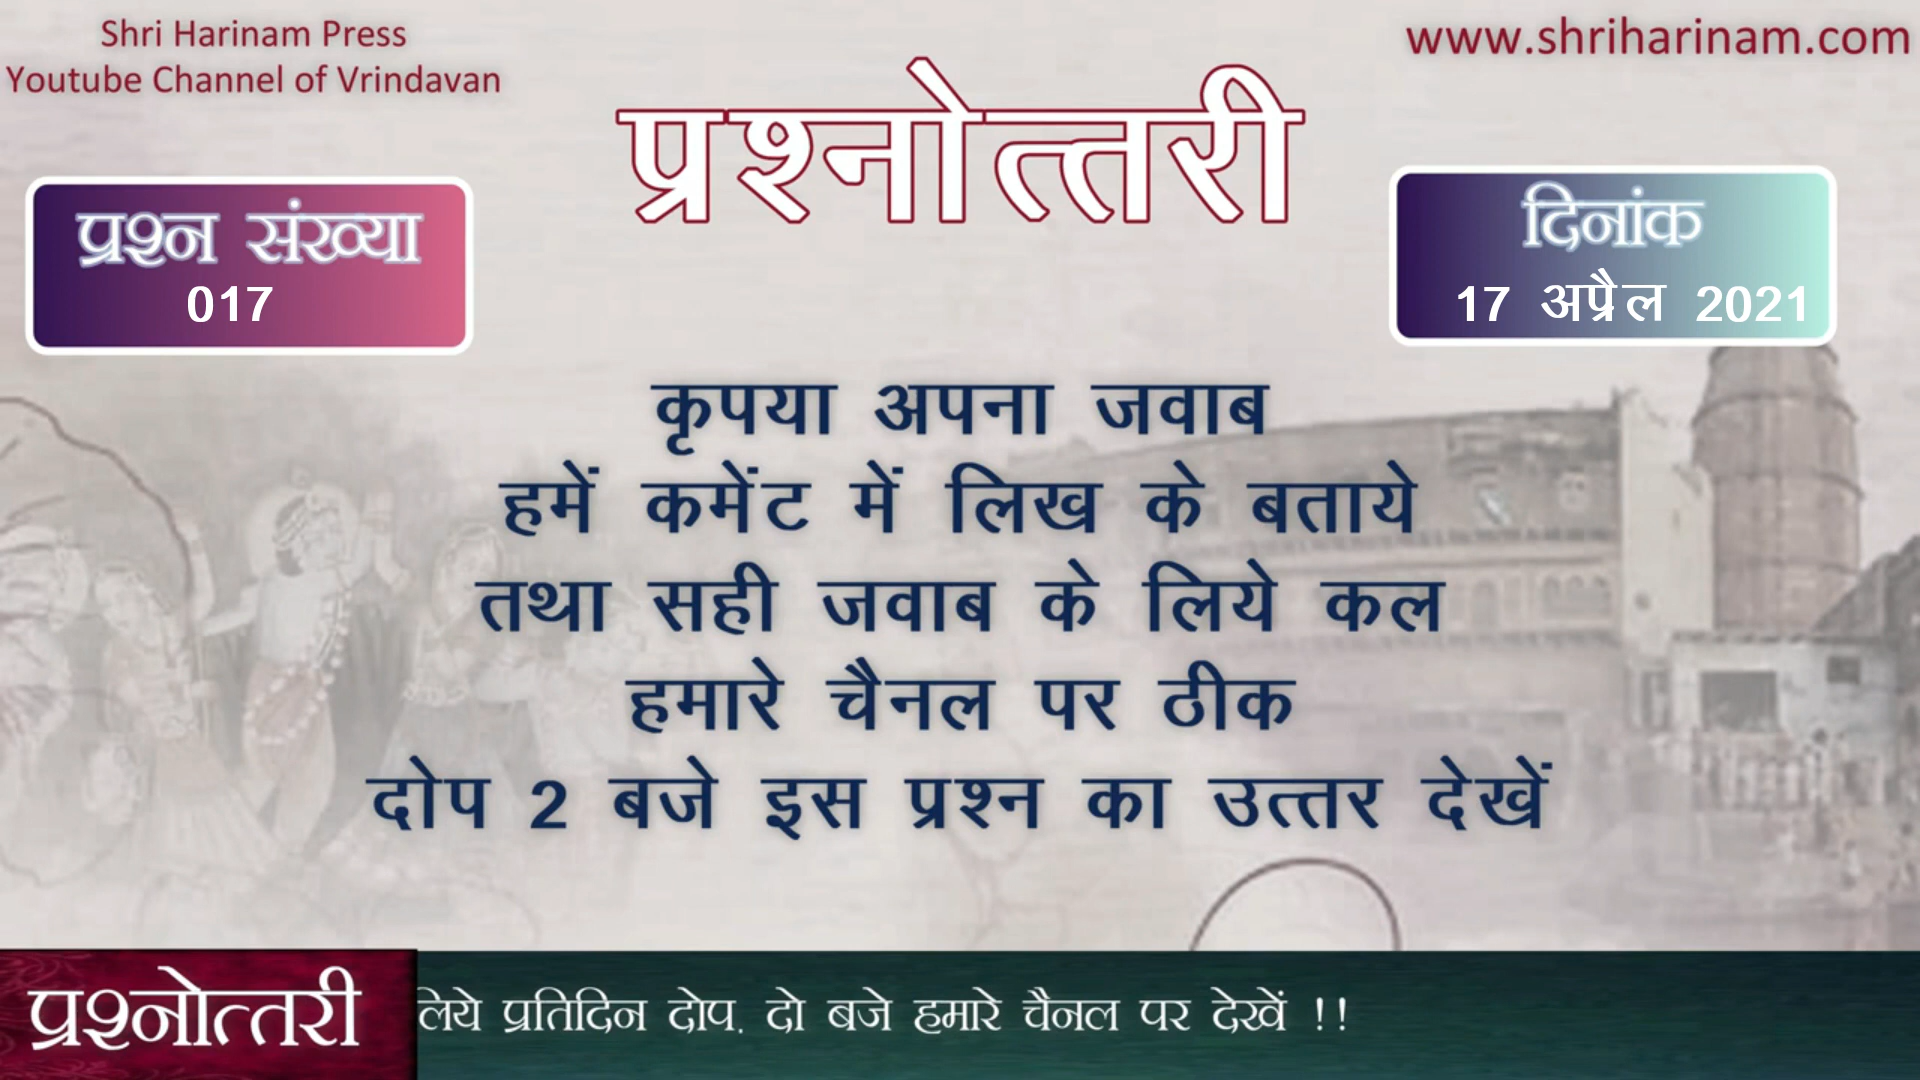 Shri Harinam Press
Youtube Channel of Vrindavan
www.shriharinam.com
प्रश्नोत्तरी
प्रश्न संख्या
017
दिनांक
17 अप्रैल 2021
कृपया अपना जवाब
हमें कमेंट में लिख के बताये
तथा सही जवाब के लिये कल
हमारे चैनल पर ठीक
दोप 2 बजे इस प्रश्न का उत्तर देखें
प्रश्नोत्तरी
लिये प्रतिदिन दोप. दो बजे हमारे चैनल पर देखें !!